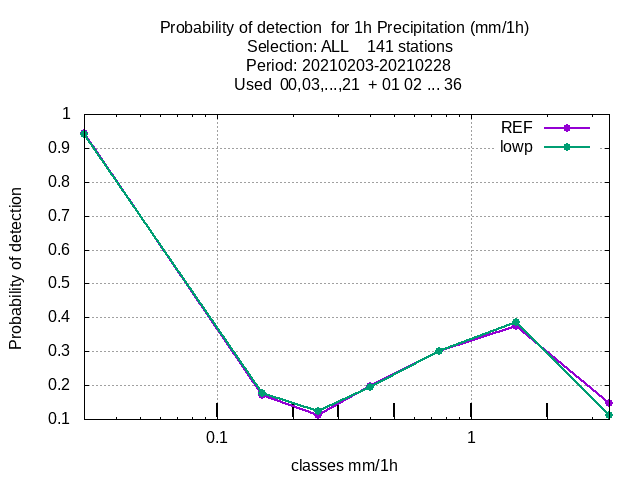 Probability of detection  for 1h Precipitation (mm/1h)
Selection: ALL    141 stations
Period: 20210203-20210228
Used  00,03,...,21  + 01 02 ... 36
REF
lowp
1
0.9
0.8
0.7
0.6
0.5
0.4
0.3
0.2
0.1
Probability of detection
0.1
1
classes mm/1h